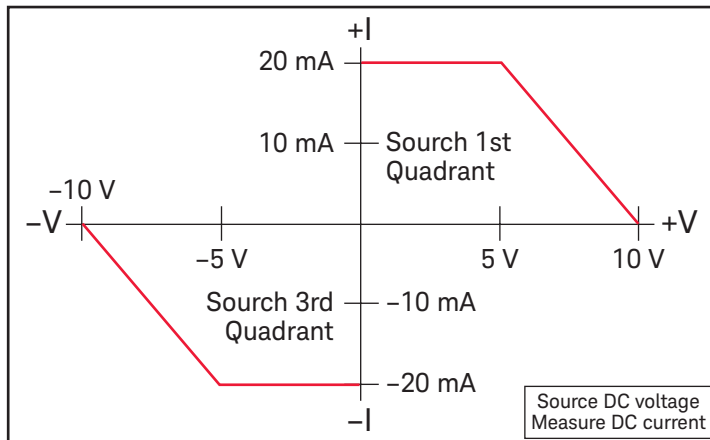 +I
20 mA
10 mA
Sourch 1st
Quadrant
–10 V
–V
+V
–5 V
5 V
10 V
Sourch 3rd
Quadrant
–10 mA
–20 mA
–I
Source DC voltage
Measure DC current